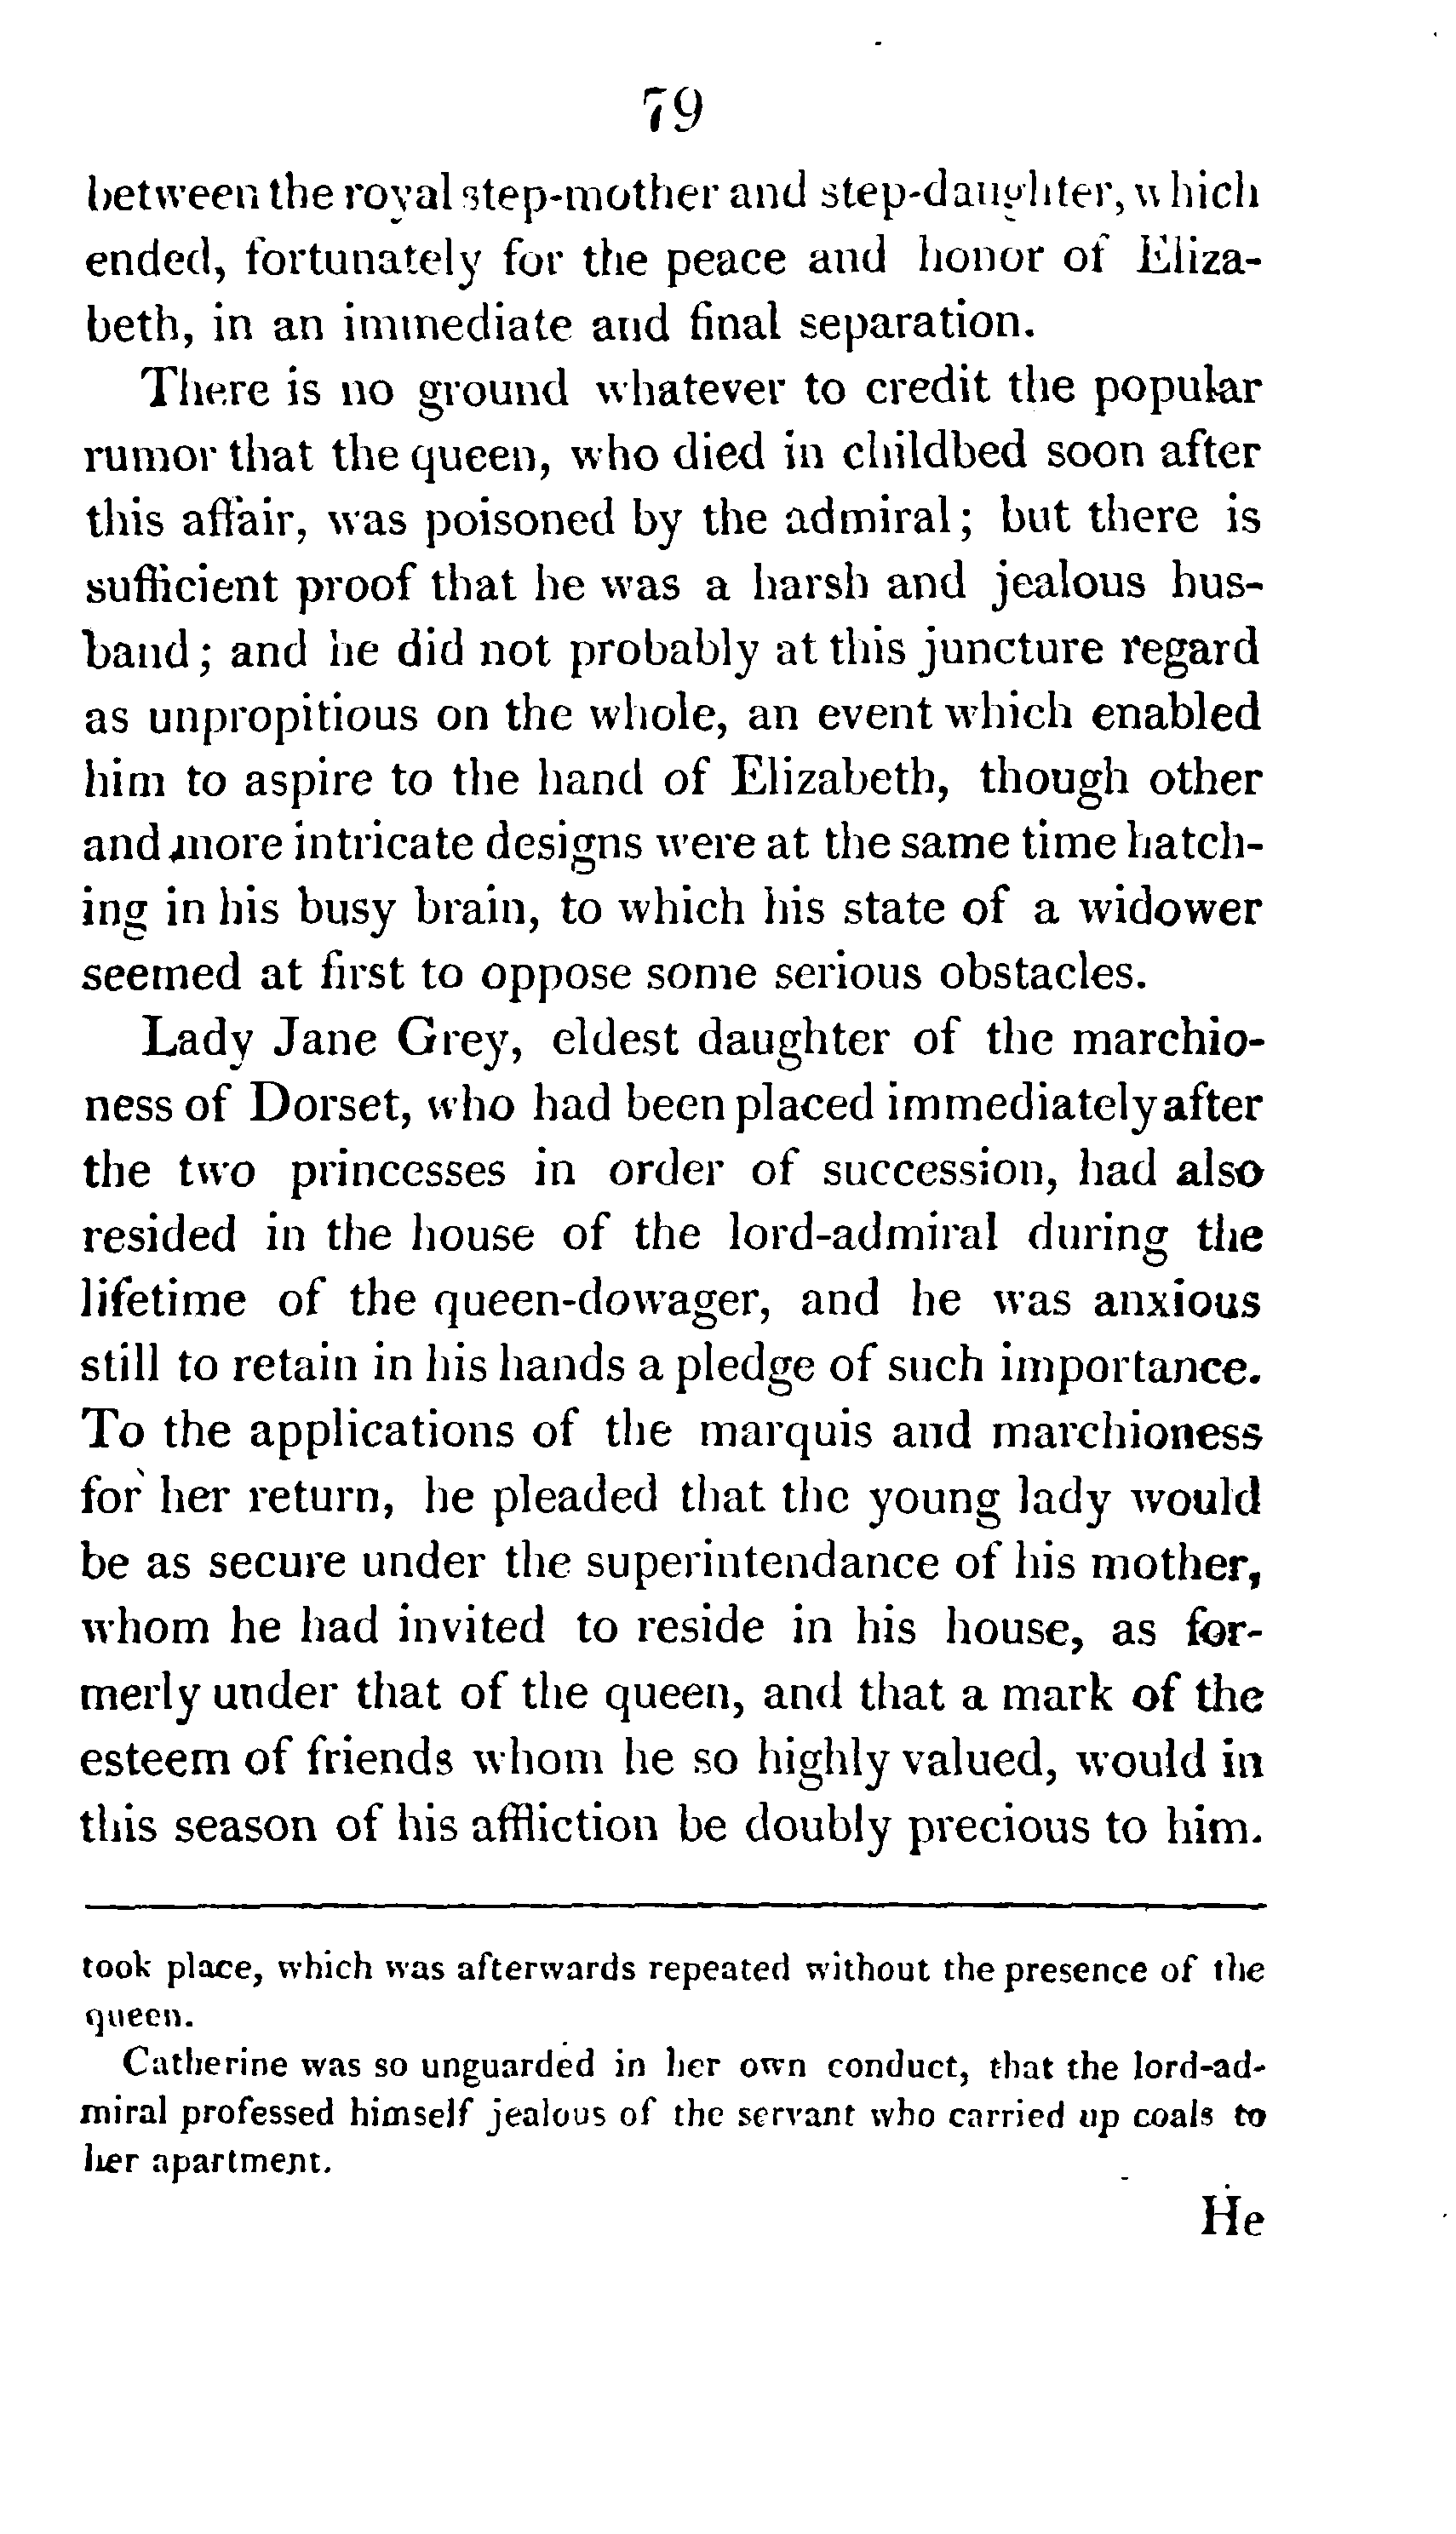 79
between the royal step-mother and step-daughter, which
ended, fortunately for the peace and honor of Eliza-
beth, in an immediate and final separation.
There is no ground whatever to credit the popular
rumor that the queen, who died in childbed soon after
this affair, was poisoned by the admiral; but there is
sufficient proof that he was a harsh and jealous hus-
band; and he did not probably at this juncture regard
as unpropitious on the whole, an event which enabled
him to aspire to the hand of Elizabeth, though other
and more intricate designs were at the same time hatch-
ing in his busy brain, to which his state of a widower
seemed at first to oppose some serious obstacles.
Lady Jane Grey, eldest daughter of the marchio-
ness of Dorset, who had been placed immediately after
the two princesses in order of succession, had also
resided in the house of the lord-admiral during the
lifetime of the queen-dowager, and he was anxious
still to retain in his hands a pledge of such importance.
To the applications of the marquis and marchioness
for her return, he pleaded that the young lady would
be as secure under the superintendance of his mother,
whom he had invited to reside in his house, as for-
merly under that of the queen, and that a mark of the
esteem of friends whom he so highly valued, would in
this season of his affliction be doubly precious to him.
took place, which was afterwards repeated without the presence of the
queen.
Catherine was so unguarded in her own conduct, that the lord-ad-
miral professed himself jealous of the servant who carried up coals to
her apartment.
He